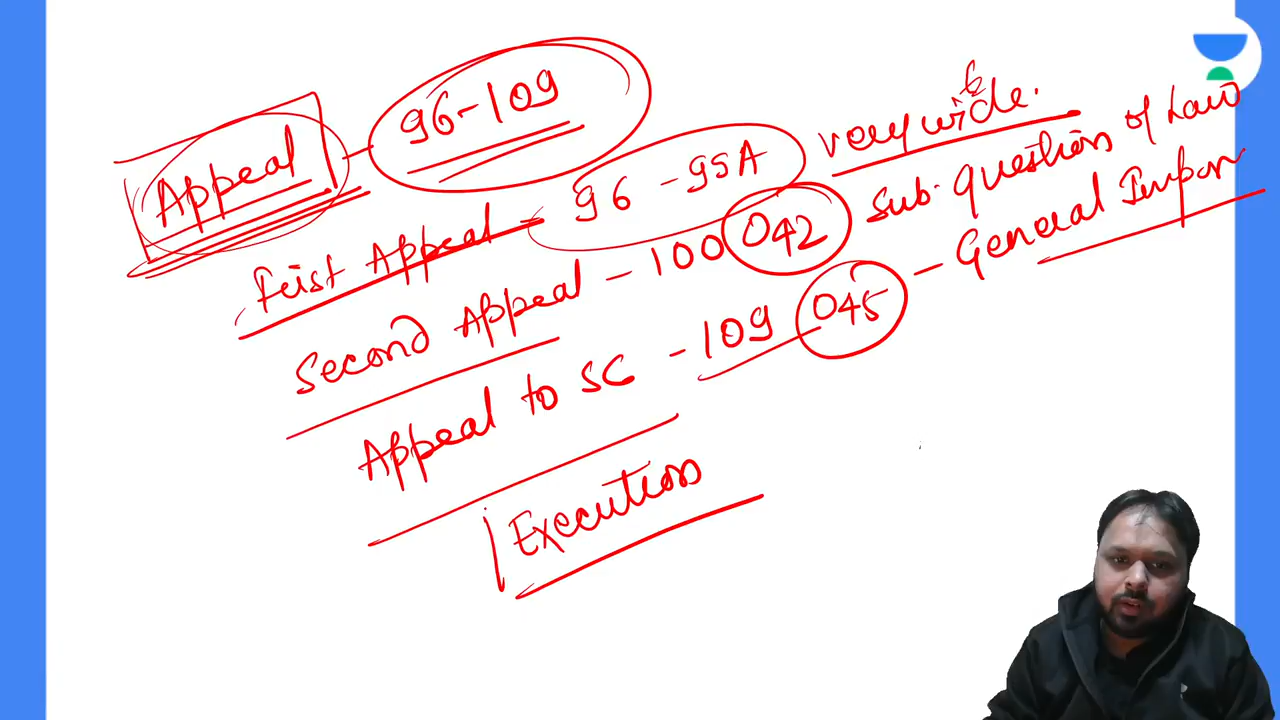 Appeal - 96-109
First Appeal - 96 - 99A very wide.
Second Appeal - 100 O42 Sub. question of Law
Appeal to SC - 109 O45 - General Impor
Execution